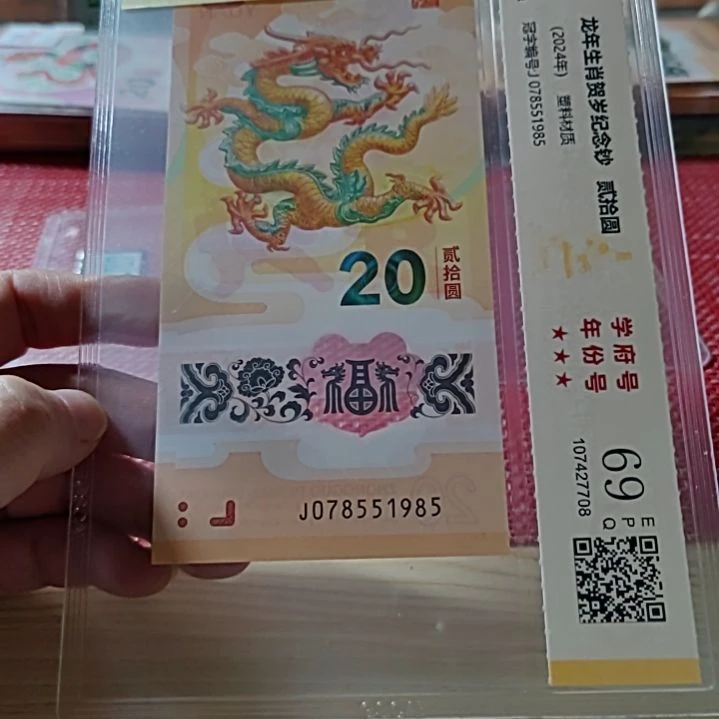 20
贰拾圆
福
J078551985
龙年生肖贺岁纪念钞 贰拾圆
(2024年) 塑料材质
冠字编号J078551985
学府号
年份号
★★★
69
EPQ
107427708